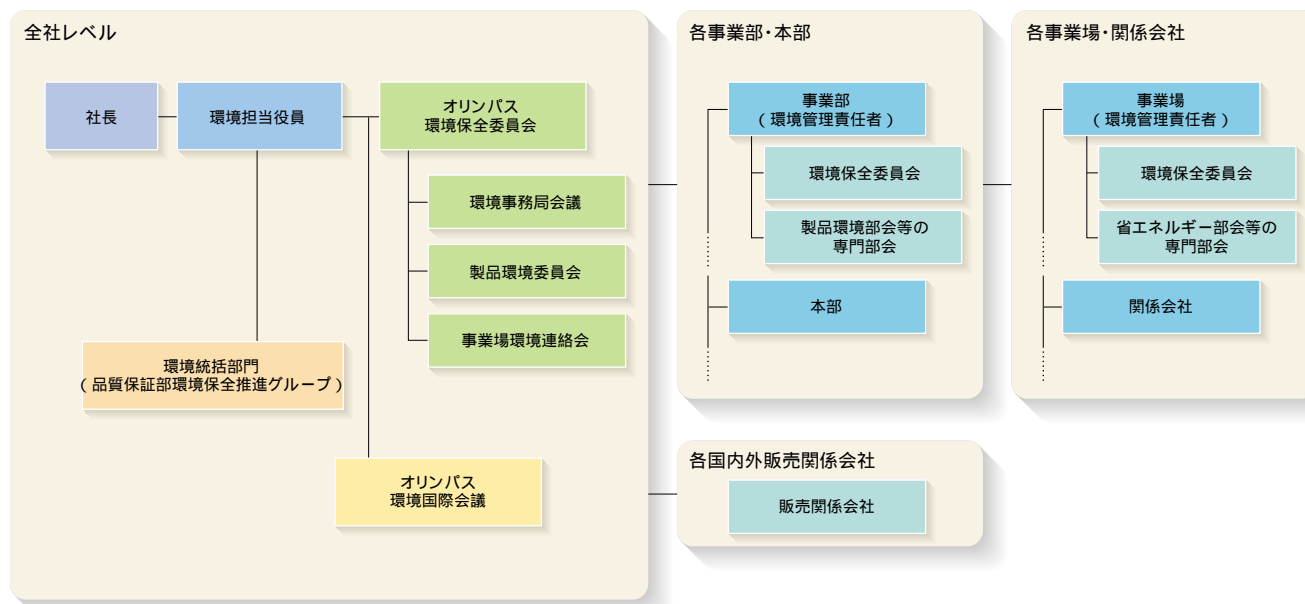 全社レベル
社長
環境担当役員
オリンパス
環境保全委員会
環境事務局会議
製品環境委員会
事業場環境連絡会
環境統括部門
(品質保証部環境保全推進グループ)
オリンパス
環境国際会議
各事業部・本部
事業部
(環境管理責任者)
環境保全委員会
製品環境部会等の
専門部会
本部
各事業場・関係会社
事業場
(環境管理責任者)
環境保全委員会
省エネルギー部会等の
専門部会
関係会社
各国内外販売関係会社
販売関係会社